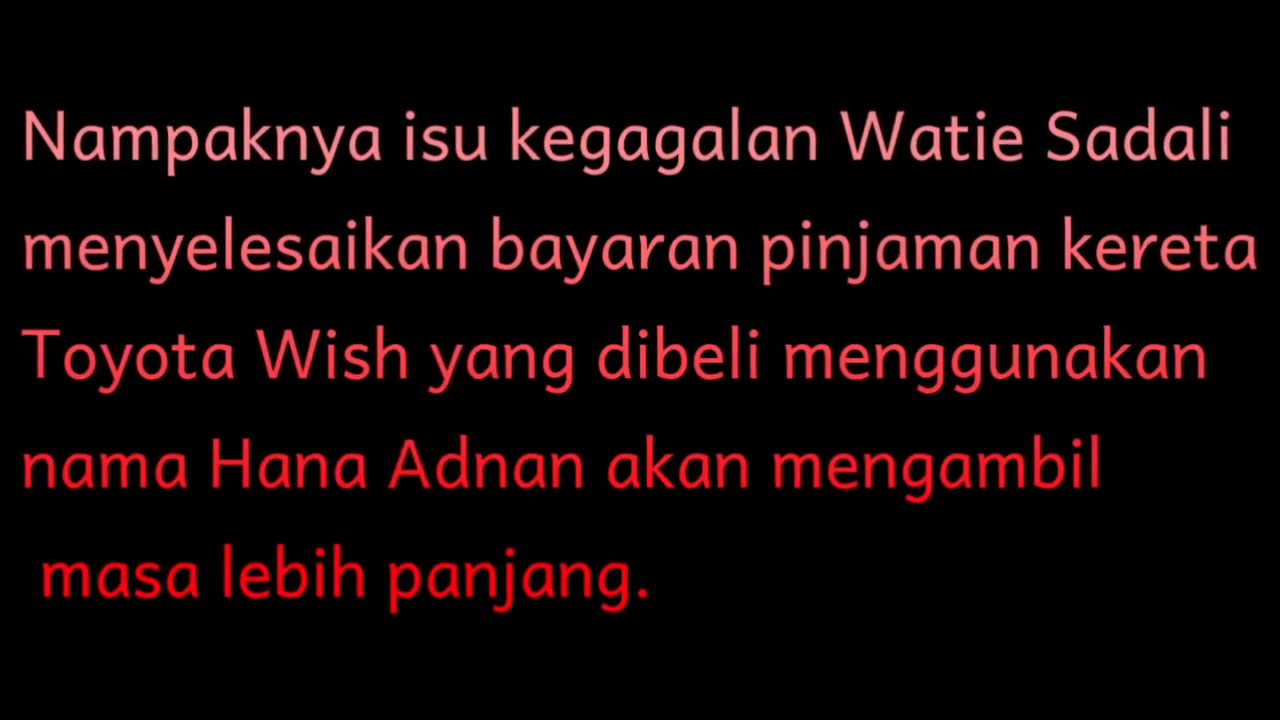 Nampaknya isu kegagalan Watie Sadali
menyelesaikan bayaran pinjaman kereta
Toyota Wish yang dibeli menggunakan
nama Hana Adnan akan mengambil
masa lebih panjang.